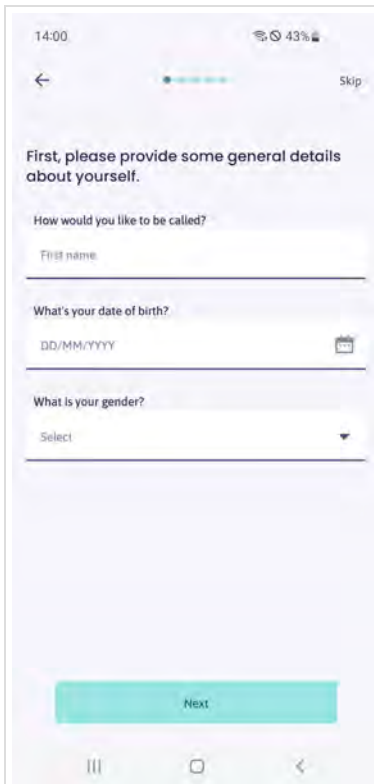 14:00
43%
Skip
First, please provide some general details
about yourself.
How would you like to be called?
First name
What's your date of birth?
DD/MM/YYYY
What is your gender?
Select
Next